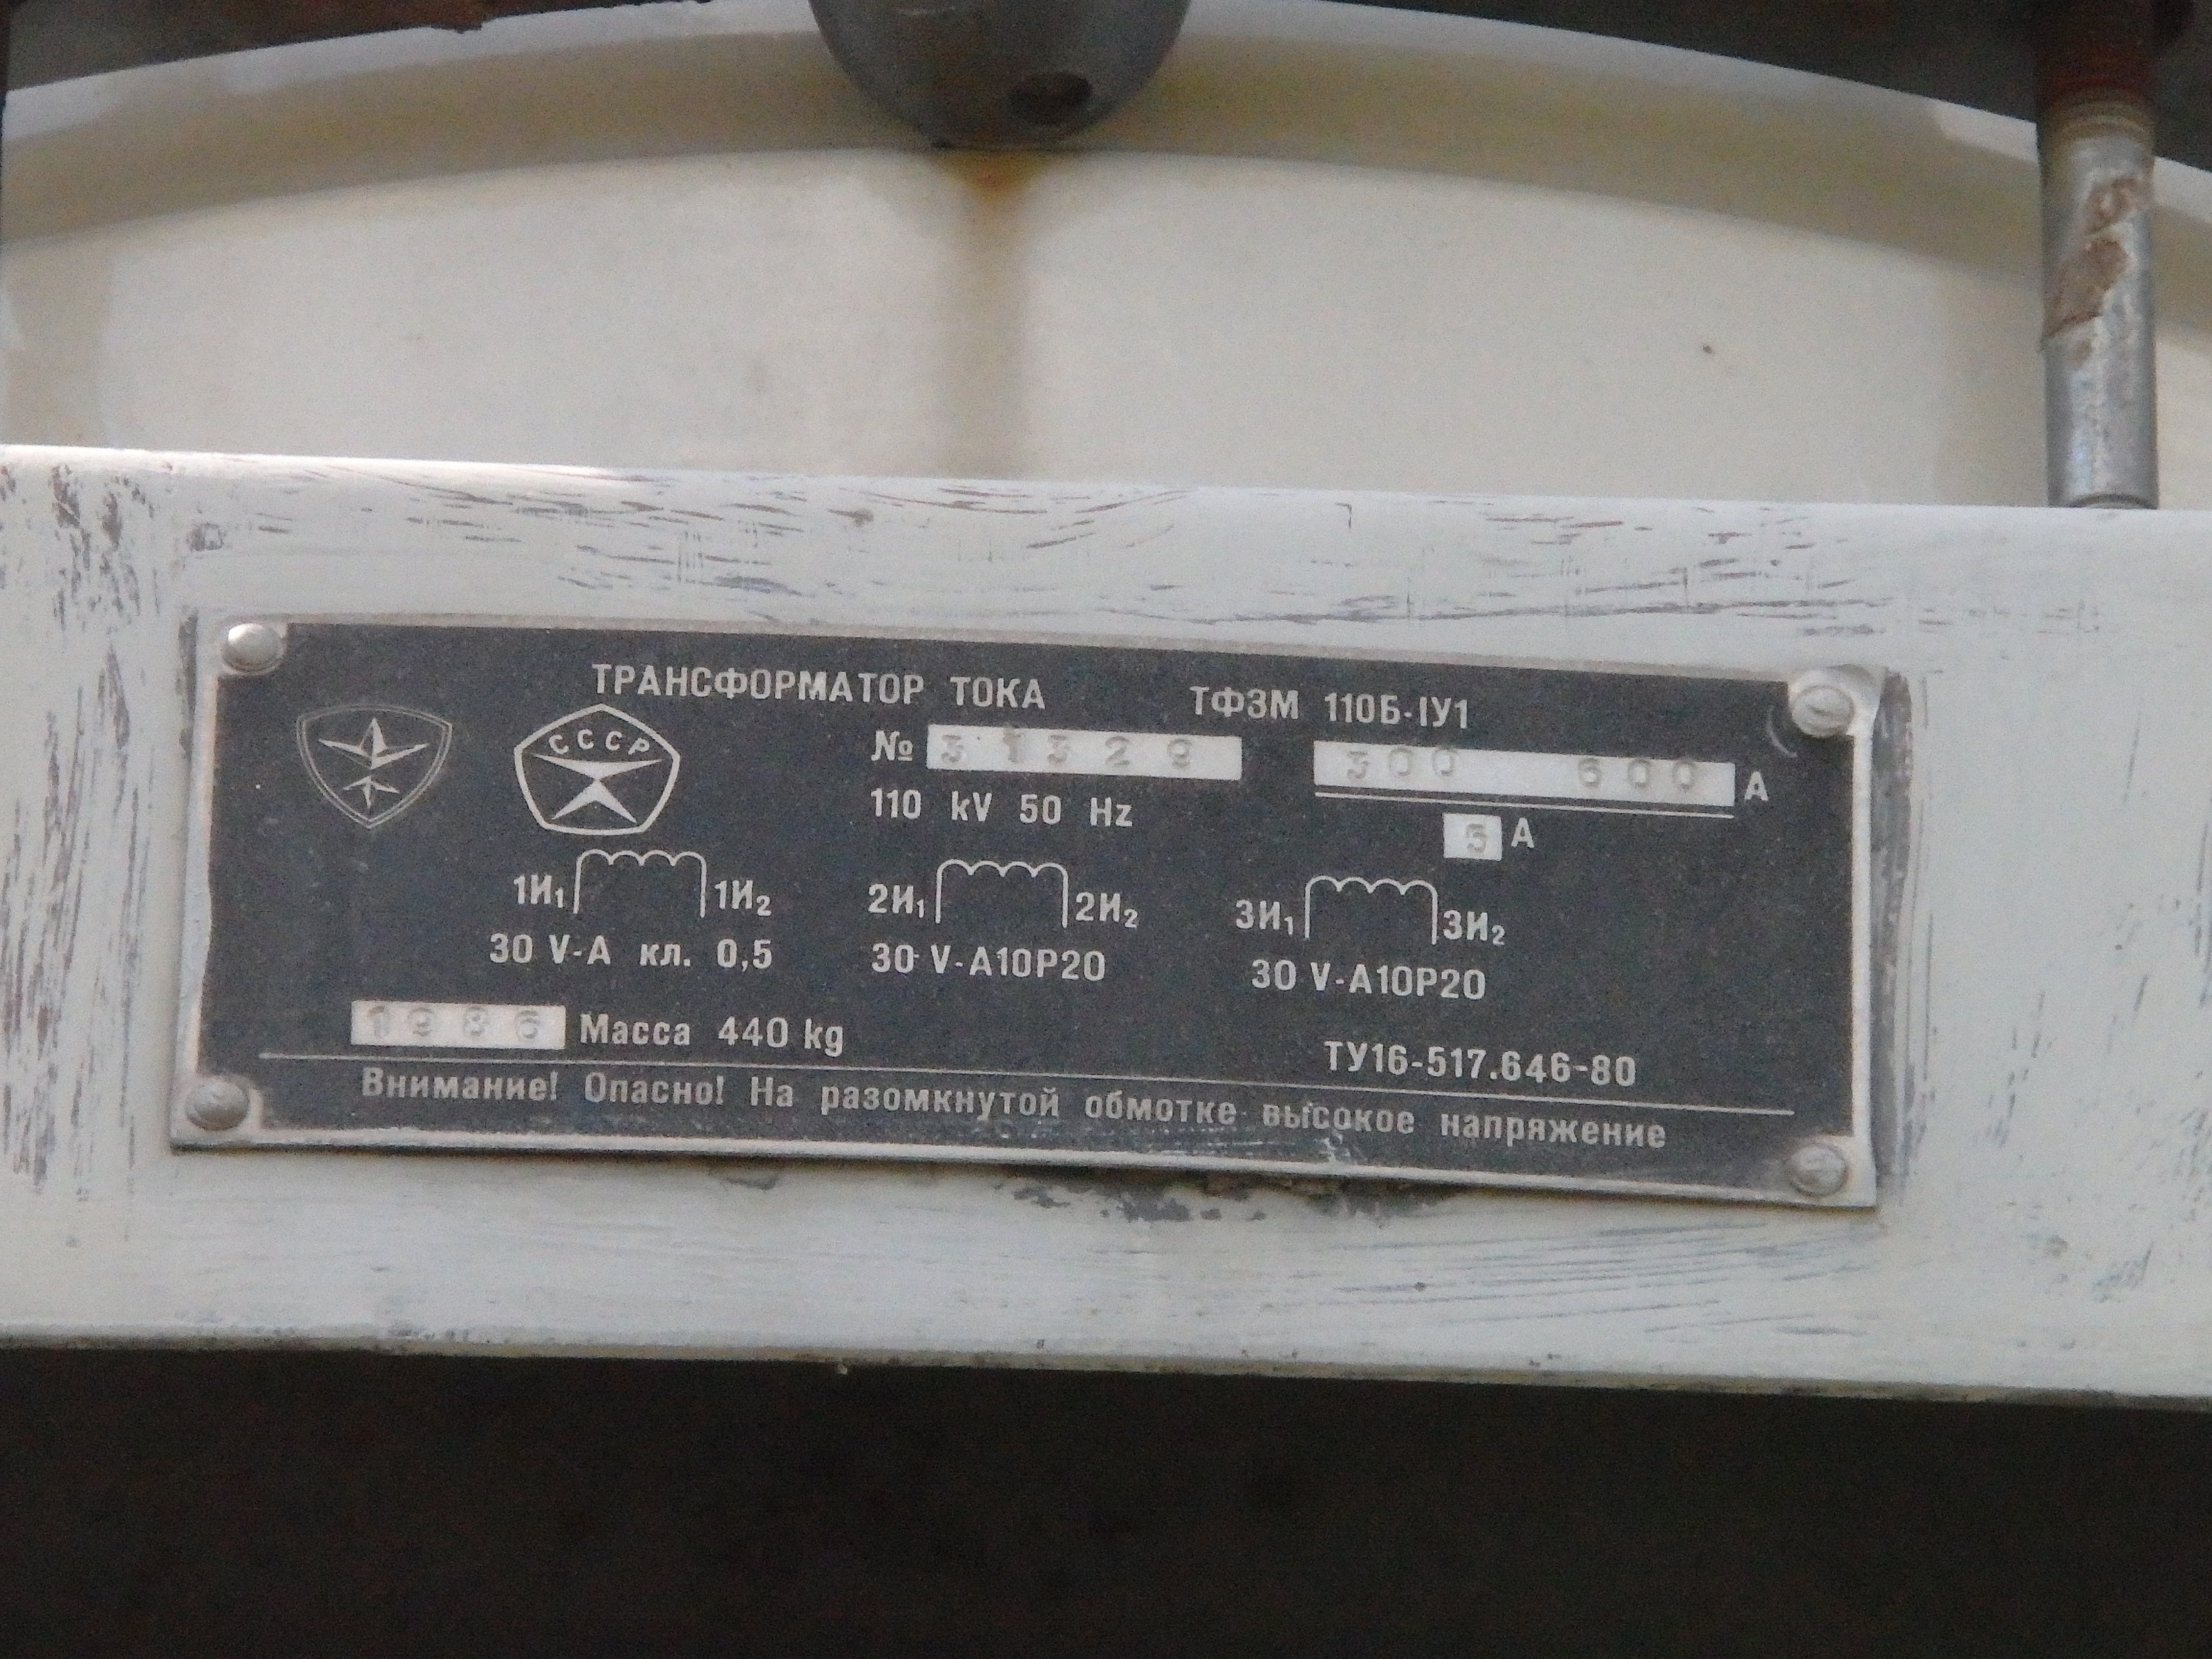 ТРАНСФОРМАТОР ТОКА ТФЗМ 110Б-IУ1
СССР
№ 31329 300 600 А
110 kV 50 Hz 5 А
1И₁ 1И₂ 2И₁ 2И₂ 3И₁ 3И₂
30 V-A кл. 0,5 30 V-A10P20 30 V-A10P20
1986 Масса 440 kg
ТУ16-517.646-80
Внимание! Опасно! На разомкнутой обмотке высокое напряжение